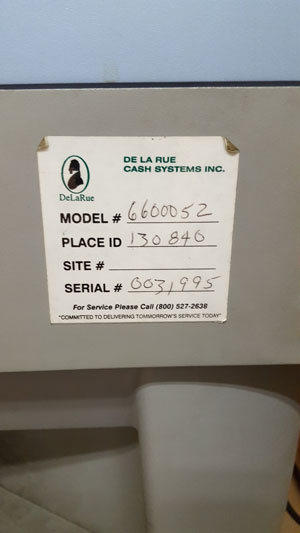 DE LA RUE
CASH SYSTEMS INC.
DeLaRue
MODEL # 6600052
PLACE ID 130840
SITE #
SERIAL # 0031995
For Service Please Call (800) 527-2638
"COMMITTED TO DELIVERING TOMMORROW'S SERVICE TODAY"